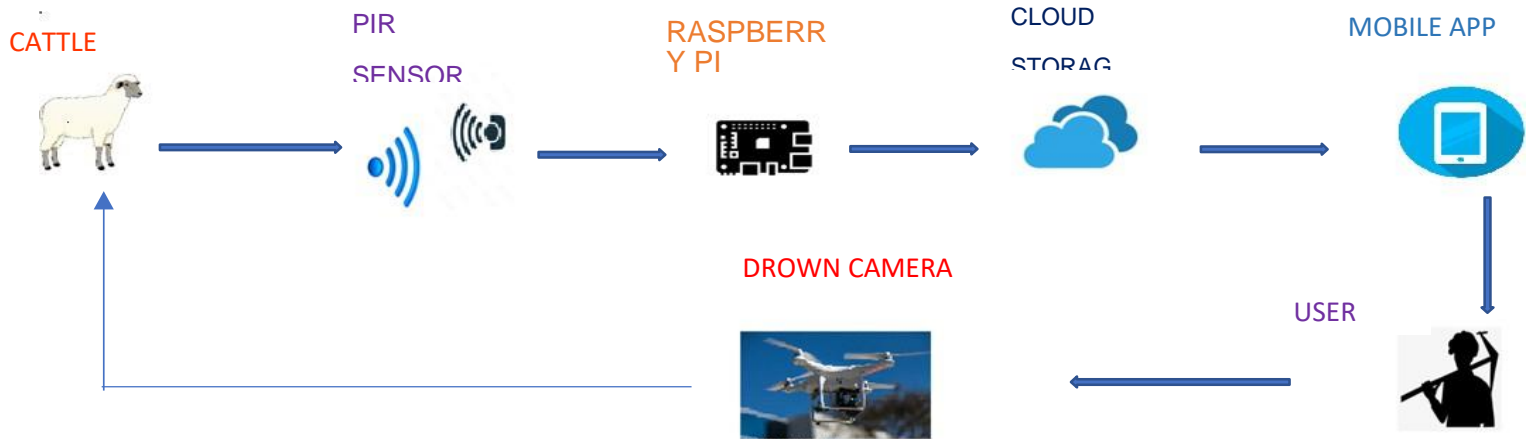 CATTLE
PIR
SENSOR
RASPBERR
Y PI
CLOUD
STORAG
MOBILE APP
DROWN CAMERA
USER